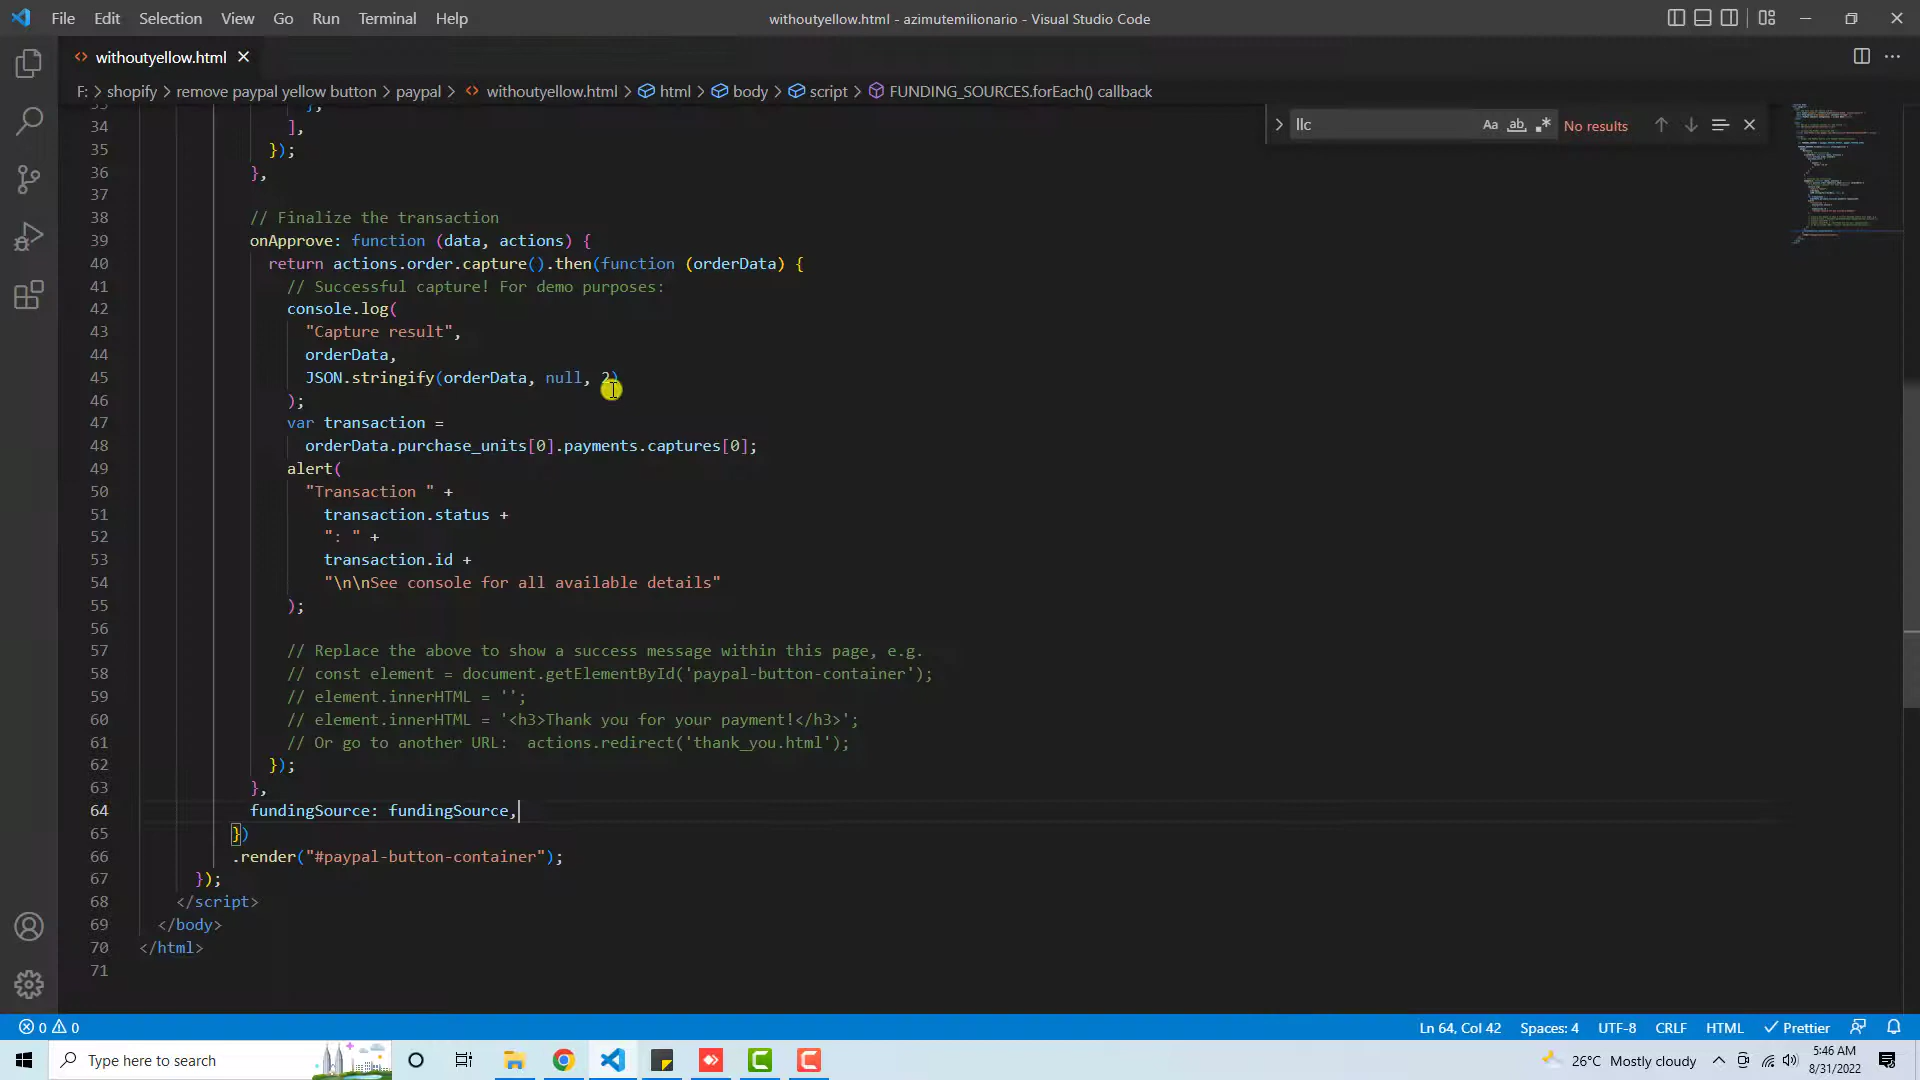 File Edit Selection View Go Run Terminal Help
withoutyellow.html - azimutemilionario - Visual Studio Code
<> withoutyellow.html
F: > shopify > remove paypal yellow button > paypal > <> withoutyellow.html > html > body > script > FUNDING_SOURCES.forEach() callback
llc Aa ab .* No results
33 },
34 ],
35 });
36 },
37
38 // Finalize the transaction
39 onApprove: function (data, actions) {
40 return actions.order.capture().then(function (orderData) {
41 // Successful capture! For demo purposes:
42 console.log(
43 "Capture result",
44 orderData,
45 JSON.stringify(orderData, null, 2)
46 );
47 var transaction =
48 orderData.purchase_units[0].payments.captures[0];
49 alert(
50 "Transaction " +
51 transaction.status +
52 ": " +
53 transaction.id +
54 "\n\nSee console for all available details"
55 );
56
57 // Replace the above to show a success message within this page, e.g.
58 // const element = document.getElementById('paypal-button-container');
59 // element.innerHTML = '';
60 // element.innerHTML = '<h3>Thank you for your payment!</h3>';
61 // Or go to another URL:  actions.redirect('thank_you.html');
62 });
63 },
64 fundingSource: fundingSource,
65 })
66 .render("#paypal-button-container");
67 });
68 </script>
69 </body>
70 </html>
71
0 0 Ln 64, Col 42 Spaces: 4 UTF-8 CRLF HTML Prettier
Type here to search
26°C Mostly cloudy
5:46 AM
8/31/2022